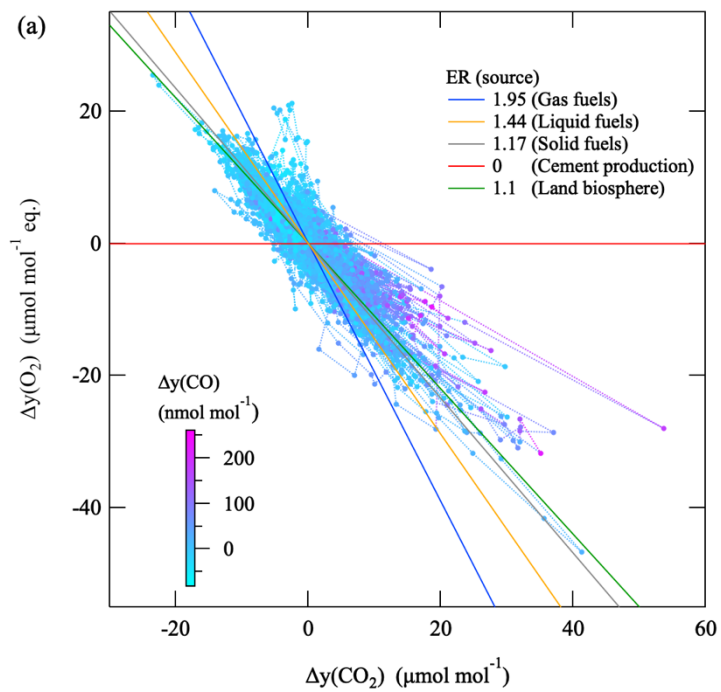 (a)
ER (source)
1.95 (Gas fuels)
1.44 (Liquid fuels)
1.17 (Solid fuels)
0 (Cement production)
1.1 (Land biosphere)
20
0
-20
-40
Δy(O₂) (μmol mol⁻¹ eq.)
Δy(CO)
(nmol mol⁻¹)
200
100
0
-20 0 20 40 60
Δy(CO₂) (μmol mol⁻¹)